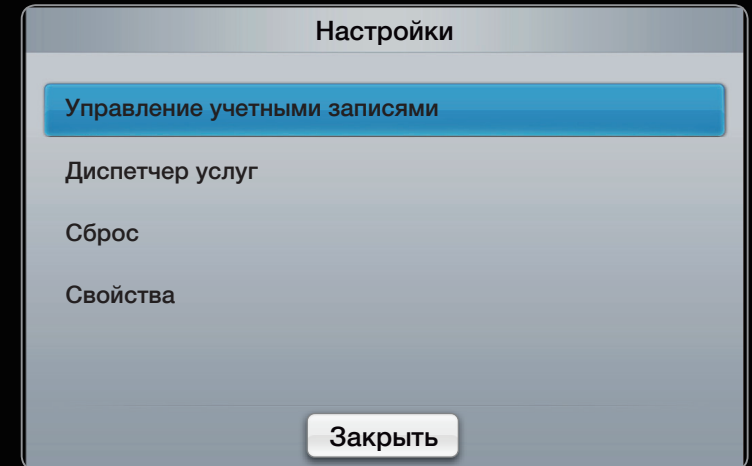 Настройки
Управление учетными записями
Диспетчер услуг
Сброс
Свойства
Закрыть